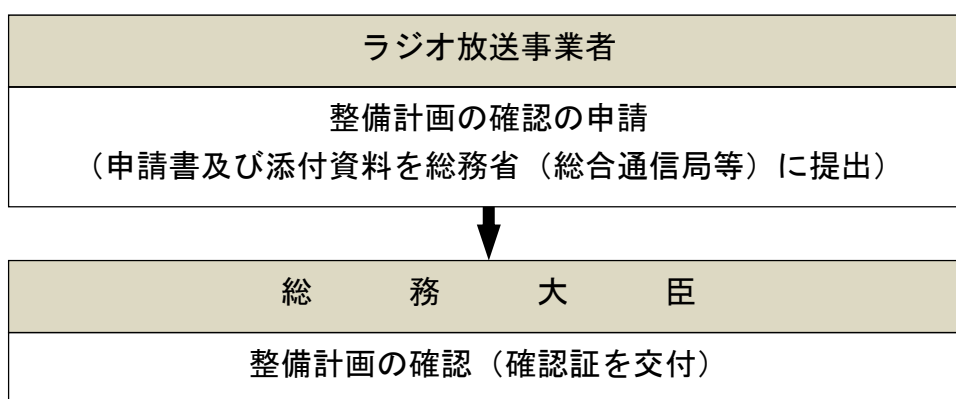 ラジオ放送事業者
整備計画の確認の申請
（申請書及び添付資料を総務省（総合通信局等）に提出）
総務大臣
整備計画の確認（確認証を交付）